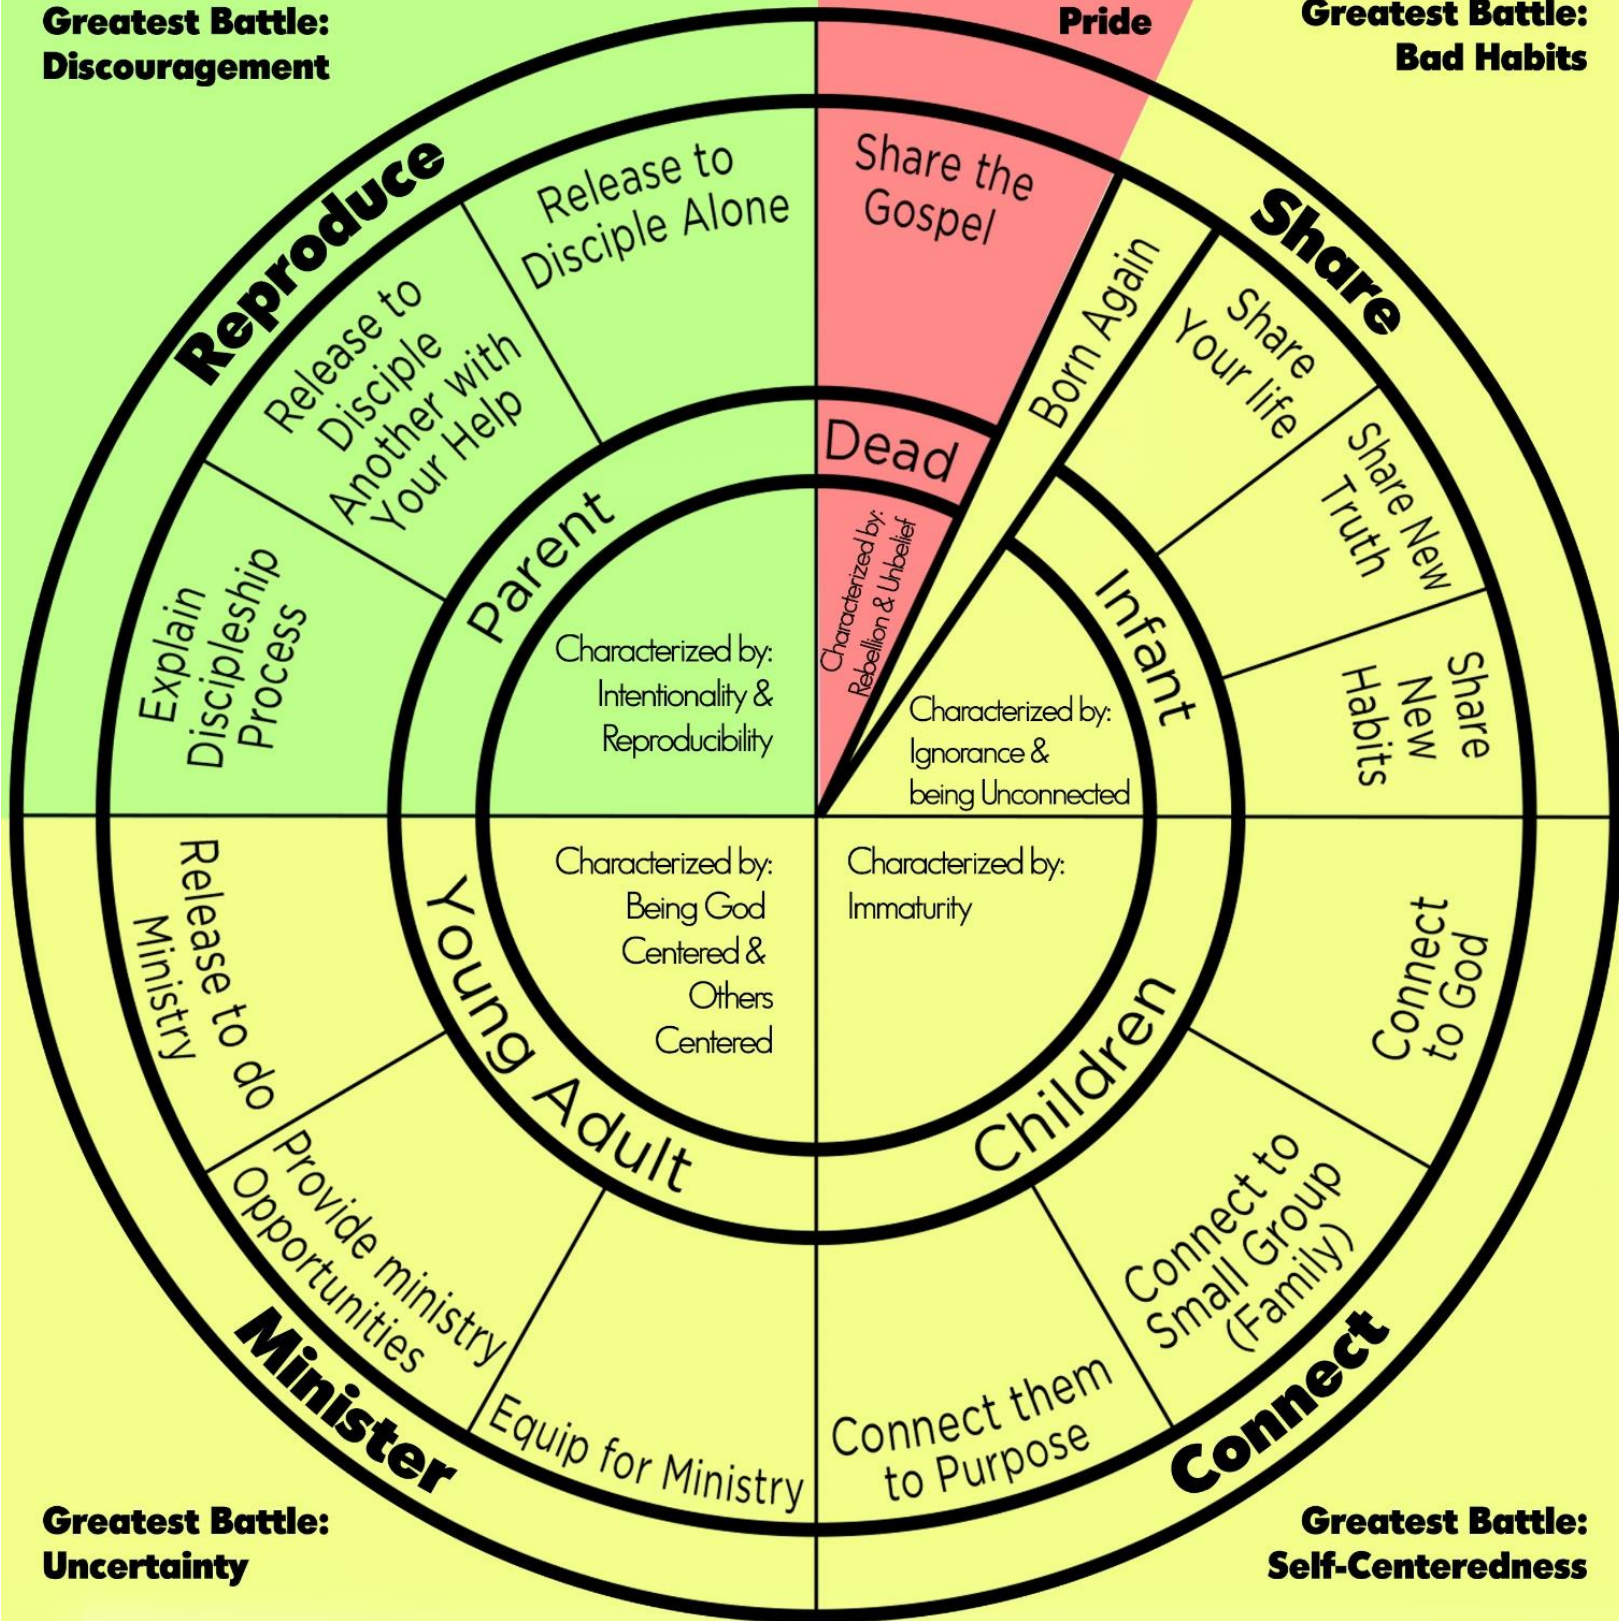 Greatest Battle:
Discouragement
Pride
Greatest Battle:
Bad Habits
Reproduce
Share
Release to
Disciple Alone
Share the
Gospel
Born Again
Share
Your life
Share New
Truth
Share
New
Habits
Release to
Disciple
Another with
Your Help
Explain
Discipleship
Process
Parent
Dead
Infant
Characterized by:
Rebellion & Unbelief
Characterized by:
Intentionality &
Reproducibility
Characterized by:
Ignorance &
being Unconnected
Characterized by:
Being God
Centered &
Others
Centered
Characterized by:
Immaturity
Young Adult
Children
Connect
to God
Connect to
Small Group
(Family)
Connect them
to Purpose
Equip for Ministry
Provide ministry
Opportunities
Release to do
Ministry
Minister
Connect
Greatest Battle:
Uncertainty
Greatest Battle:
Self-Centeredness